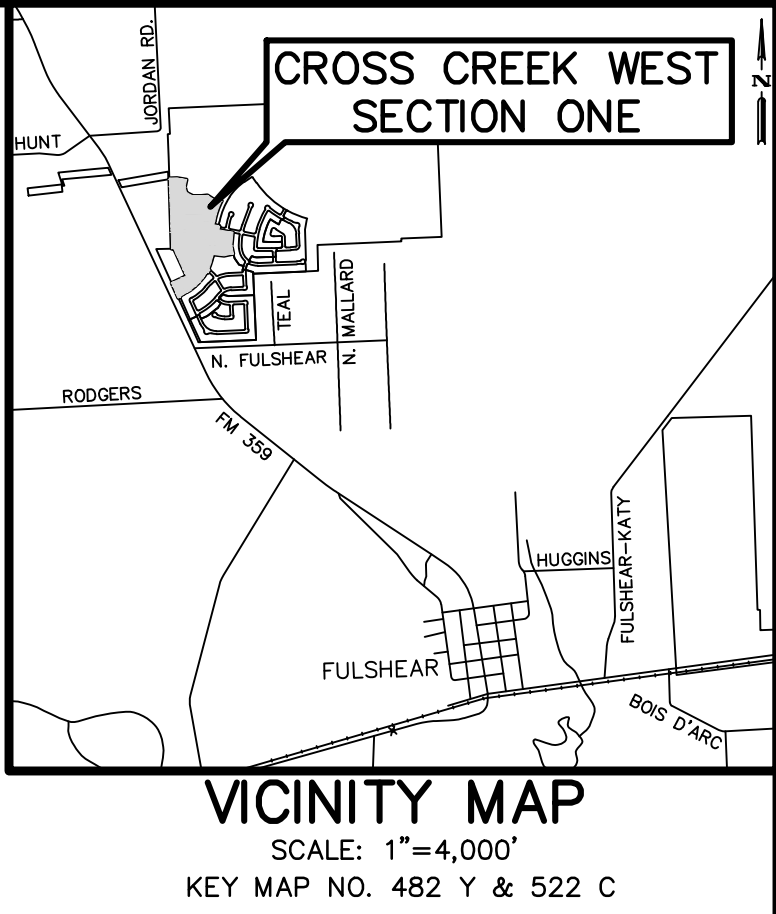 JORDAN RD.
CROSS CREEK WEST
SECTION ONE
N
HUNT
TEAL
N. MALLARD
N. FULSHEAR
RODGERS
FM 359
HUGGINS
FULSHEAR-KATY
FULSHEAR
BOIS D'ARC
VICINITY MAP
SCALE: 1"=4,000'
KEY MAP NO. 482 Y & 522 C